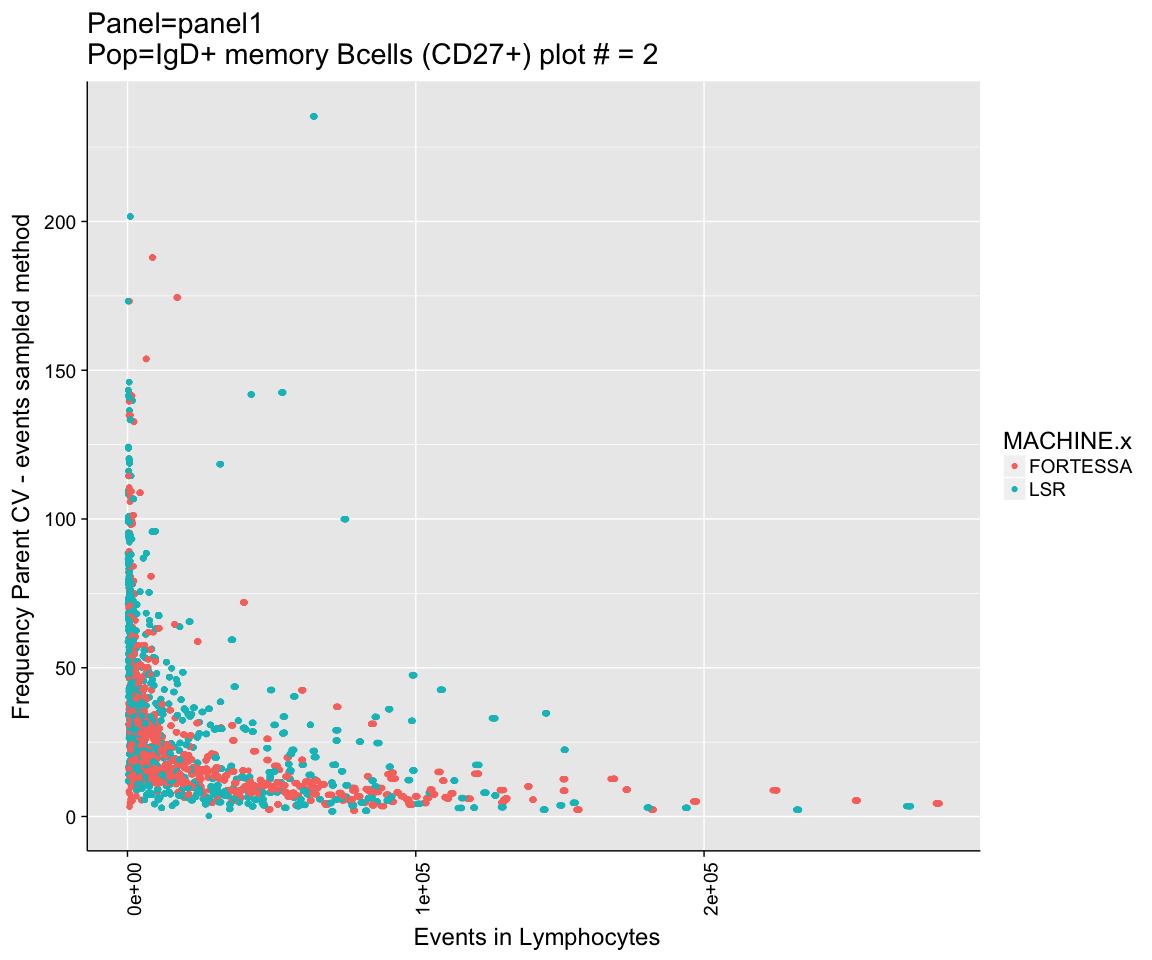 Panel=panel1
Pop=IgD+ memory Bcells (CD27+) plot # = 2
Frequency Parent CV - events sampled method
200
150
100
50
0
0e+00
1e+05
2e+05
Events in Lymphocytes
MACHINE.x
FORTESSA
LSR